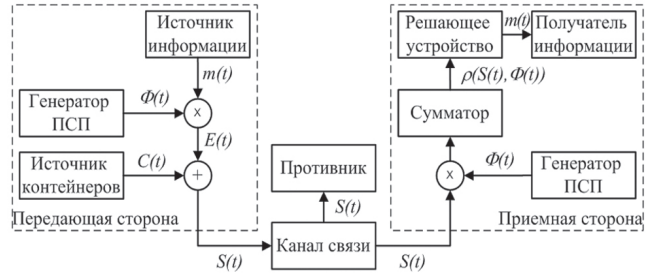 Источник
информации
m(t)
Генератор
ПСП
Ф(t)
x
E(t)
Источник
контейнеров
C(t)
+
Передающая сторона
S(t)
Противник
S(t)
Канал связи
S(t)
Решающее
устройство
m(t)
Получатель
информации
ρ(S(t),Ф(t))
Сумматор
x
Ф(t)
Генератор
ПСП
Приемная сторона